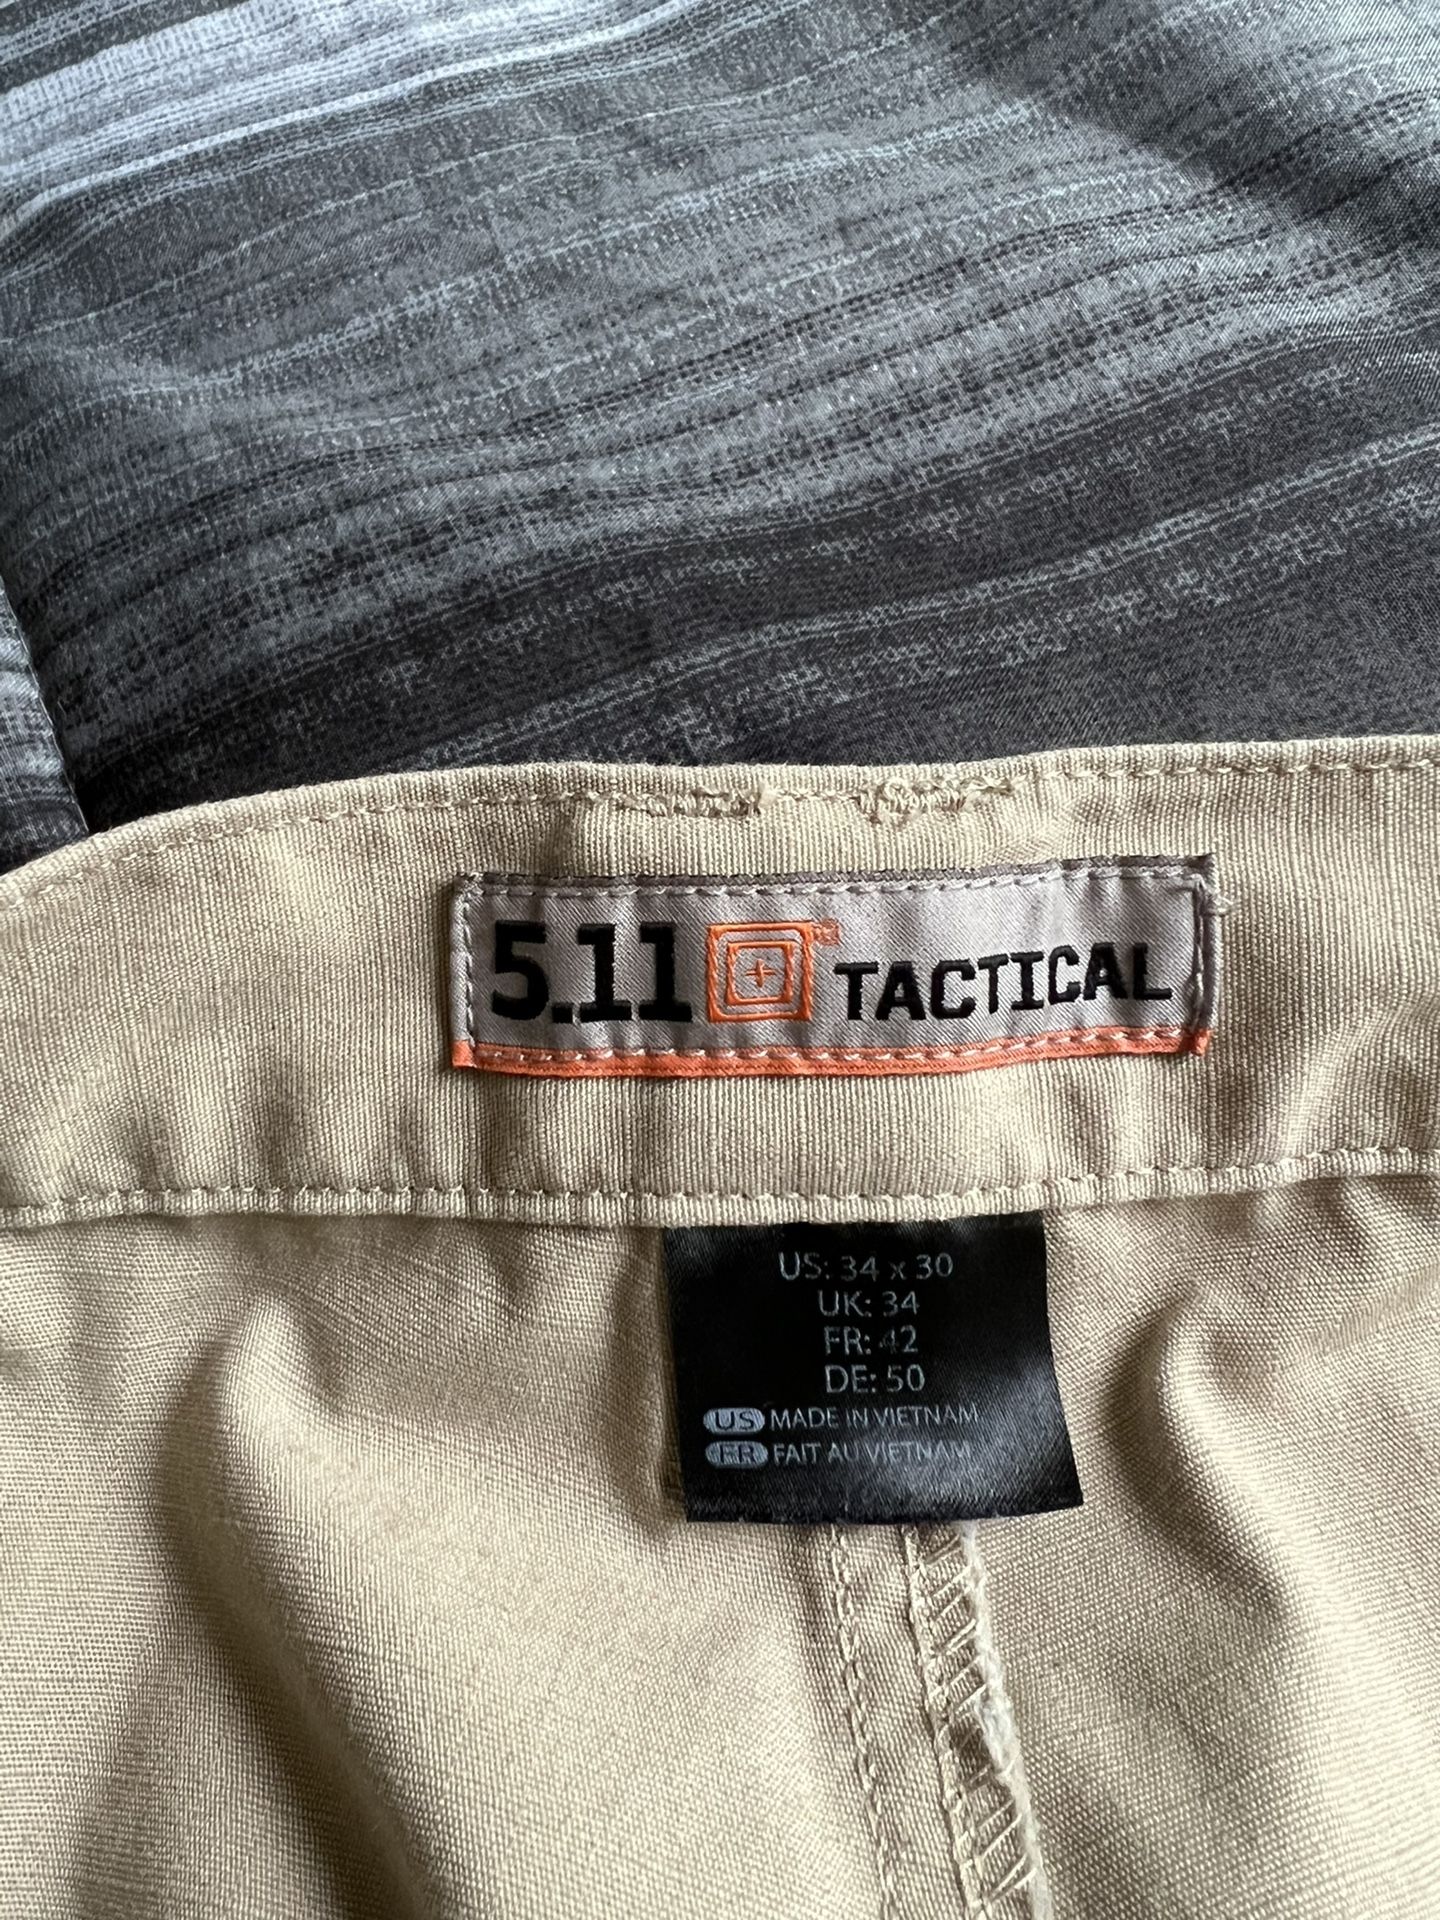 5.11 ® TACTICAL
US: 34 x 30
UK: 34
FR: 42
DE: 50
US MADE IN VIETNAM
FR FAIT AU VIETNAM